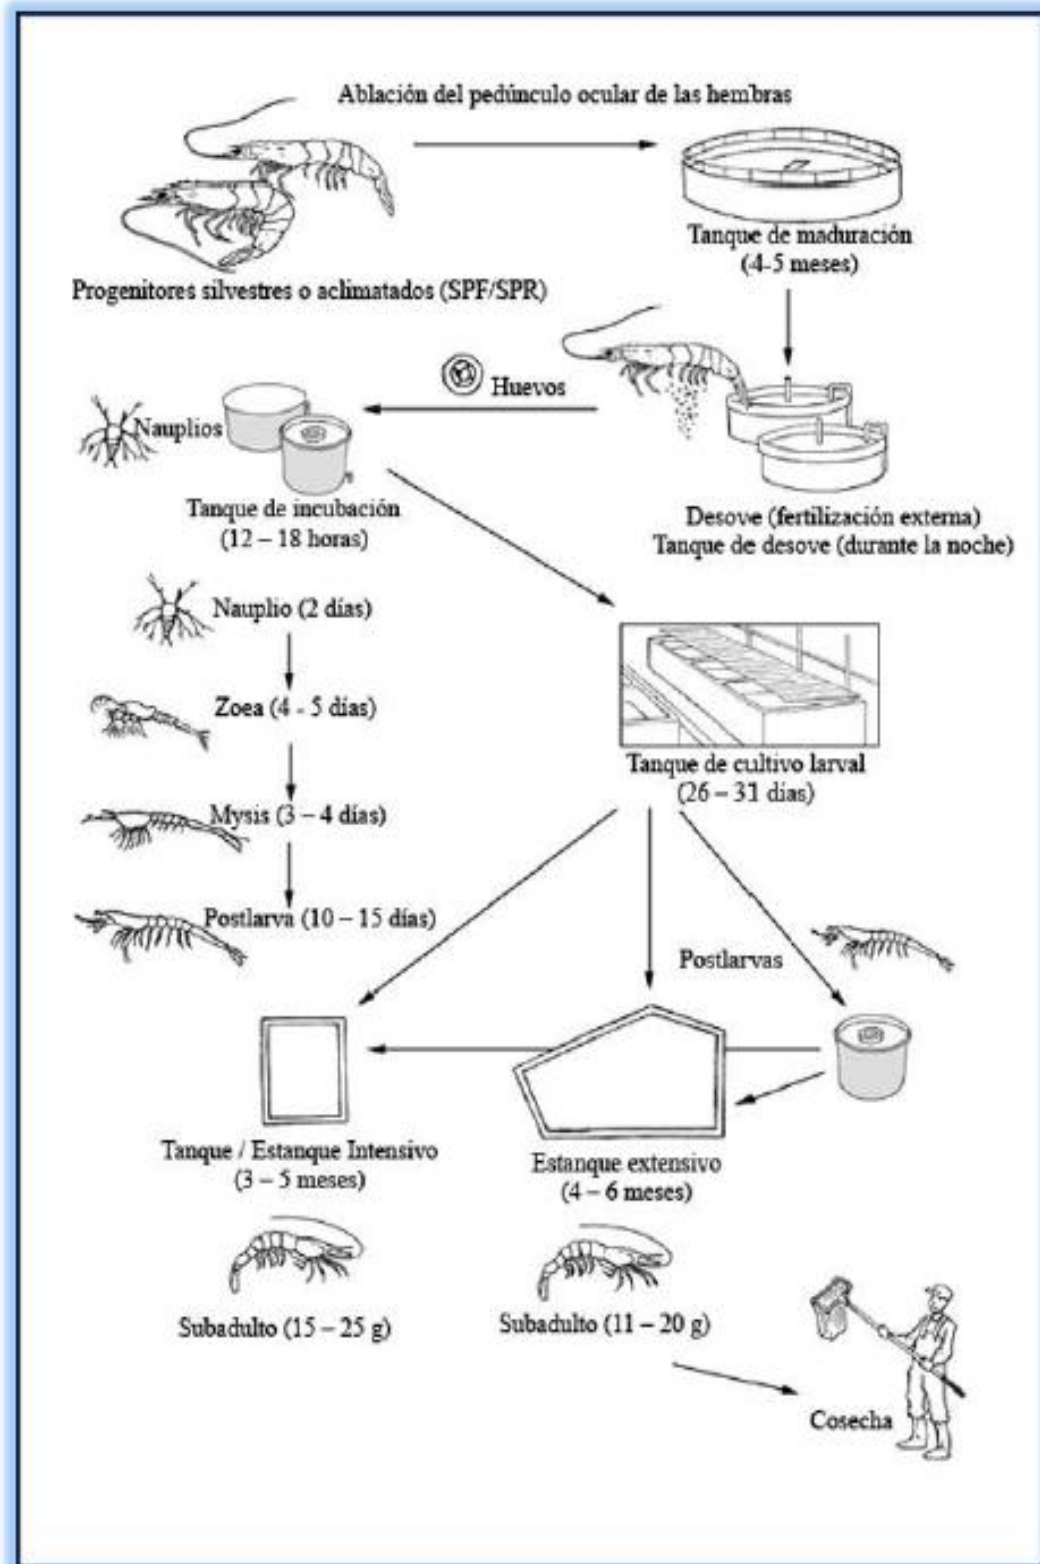 Ablación del pedúnculo ocular de las hembras
Tanque de maduración
(4-5 meses)
Progenitores silvestres o aclimatados (SPF/SPR)
Huevos
Nauplios
Tanque de incubación
(12 – 18 horas)
Desove (fertilización externa)
Tanque de desove (durante la noche)
Nauplio (2 días)
Zoea (4 - 5 días)
Mysis (3 – 4 días)
Postlarva (10 – 15 días)
Tanque de cultivo larval
(26 – 31 días)
Postlarvas
Tanque / Estanque Intensivo
(3 – 5 meses)
Estanque extensivo
(4 – 6 meses)
Subadulto (15 – 25 g)
Subadulto (11 – 20 g)
Cosecha